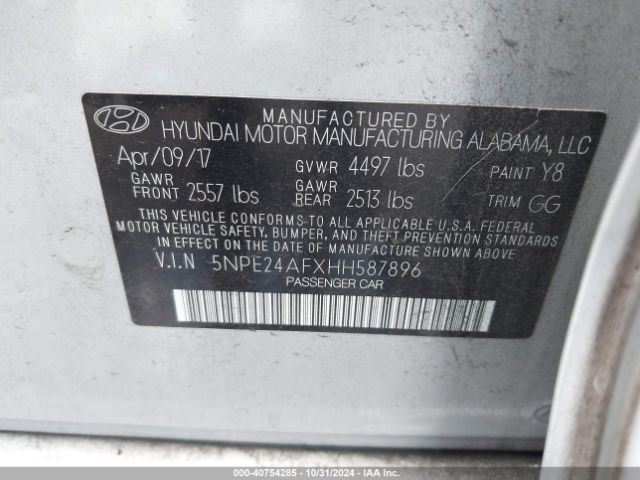 MANUFACTURED BY
HYUNDAI MOTOR MANUFACTURING ALABAMA, LLC
Apr/09/17 GVWR 4497 lbs PAINT Y8
GAWR FRONT 2557 lbs GAWR REAR 2513 lbs TRIM GG
THIS VEHICLE CONFORMS TO ALL APPLICABLE U.S.A. FEDERAL
MOTOR VEHICLE SAFETY, BUMPER, AND THEFT PREVENTION
STANDARDS IN EFFECT ON THE DATE OF MANUFACTURE SHOWN ABOVE.
V.I.N 5NPE24AFXHH587896
PASSENGER CAR
000-40754285 - 10/31/2024 - IAA Inc.